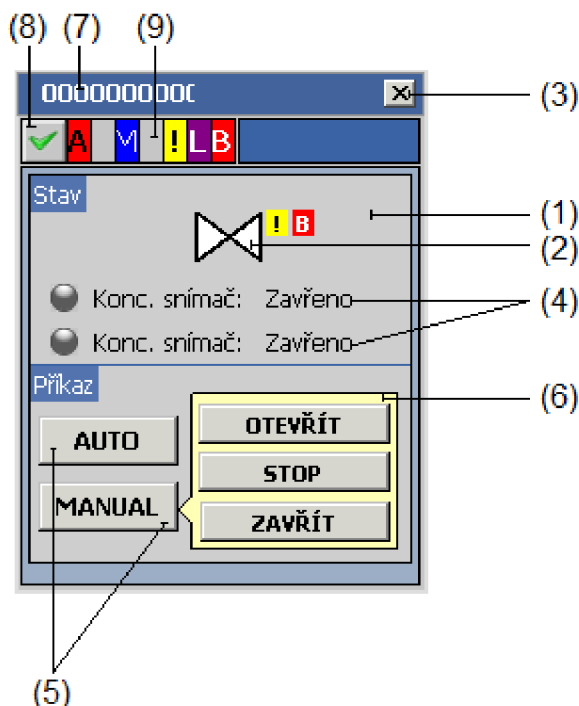 (8) (7) (9)
0000000000 X (3)
A M - ! L B
Stav
! B (1)
(2)
Konc. snímač: Zavřeno (4)
Konc. snímač: Zavřeno
Příkaz
(6)
OTEVŘÍT
AUTO
STOP
MANUAL
ZAVŘÍT
(5)